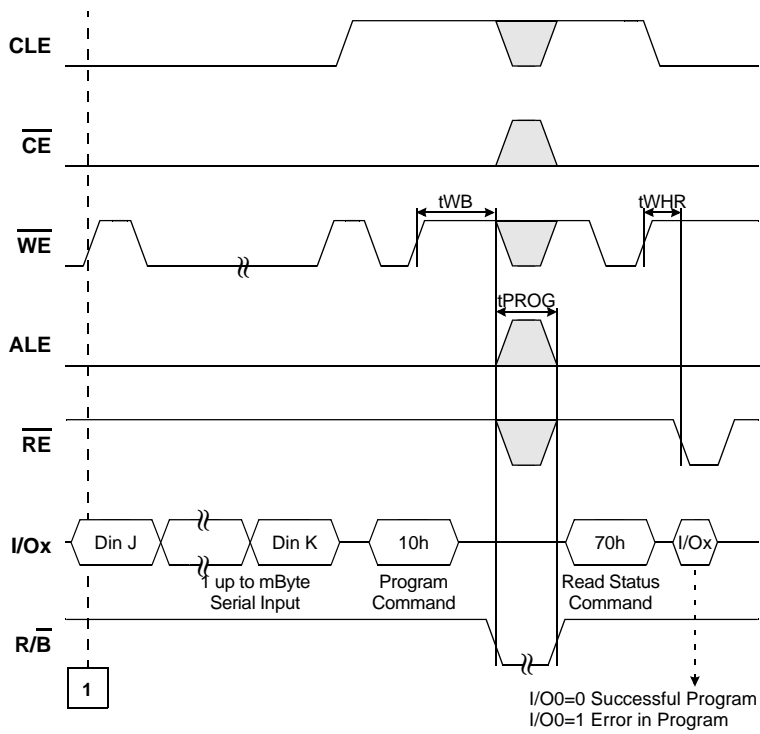 CLE
CE
tWB
tWHR
WE
tPROG
ALE
RE
I/Ox
Din J
Din K
10h
70h
I/Ox
1 up to mByte
Serial Input
Program
Command
Read Status
Command
R/B
1
I/O0=0 Successful Program
I/O0=1 Error in Program